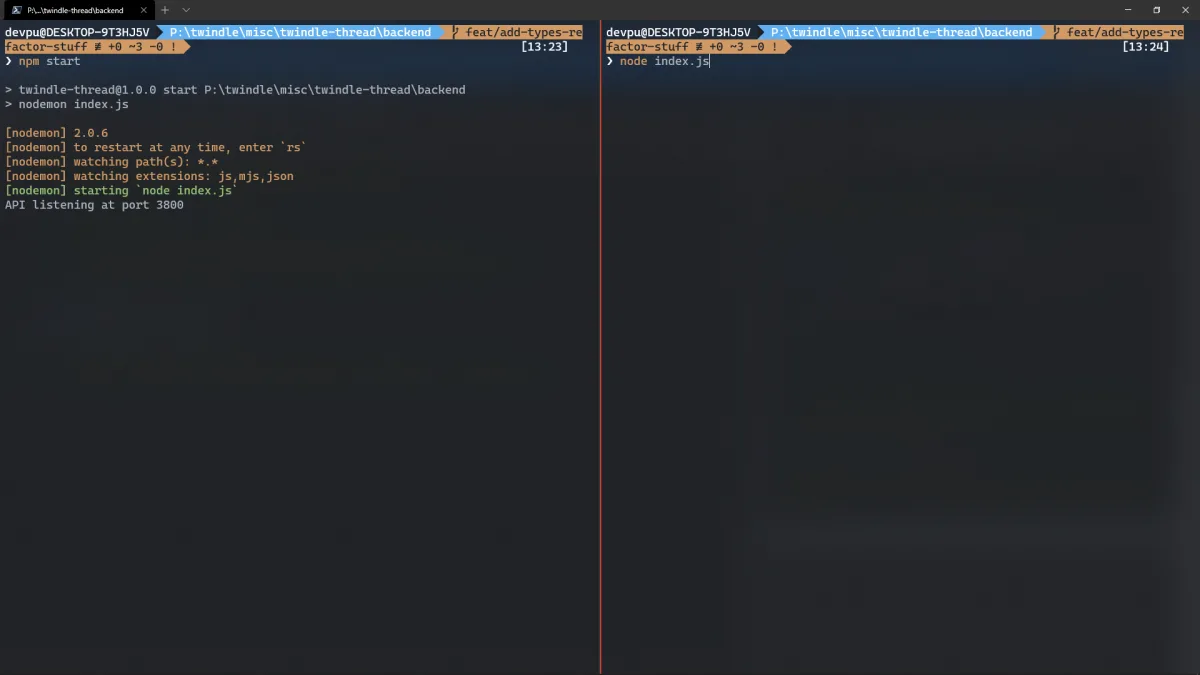 P:\...\twindle-thread\backend
devpu@DESKTOP-9T3HJ5V P:\twindle\misc\twindle-thread\backend feat/add-types-re
factor-stuff ≢ +0 ~3 -0 ! [13:23]
❯ npm start
> twindle-thread@1.0.0 start P:\twindle\misc\twindle-thread\backend
> nodemon index.js
[nodemon] 2.0.6
[nodemon] to restart at any time, enter `rs`
[nodemon] watching path(s): *.*
[nodemon] watching extensions: js,mjs,json
[nodemon] starting `node index.js`
API listening at port 3800
devpu@DESKTOP-9T3HJ5V P:\twindle\misc\twindle-thread\backend feat/add-types-re
factor-stuff ≢ +0 ~3 -0 ! [13:24]
❯ node index.js